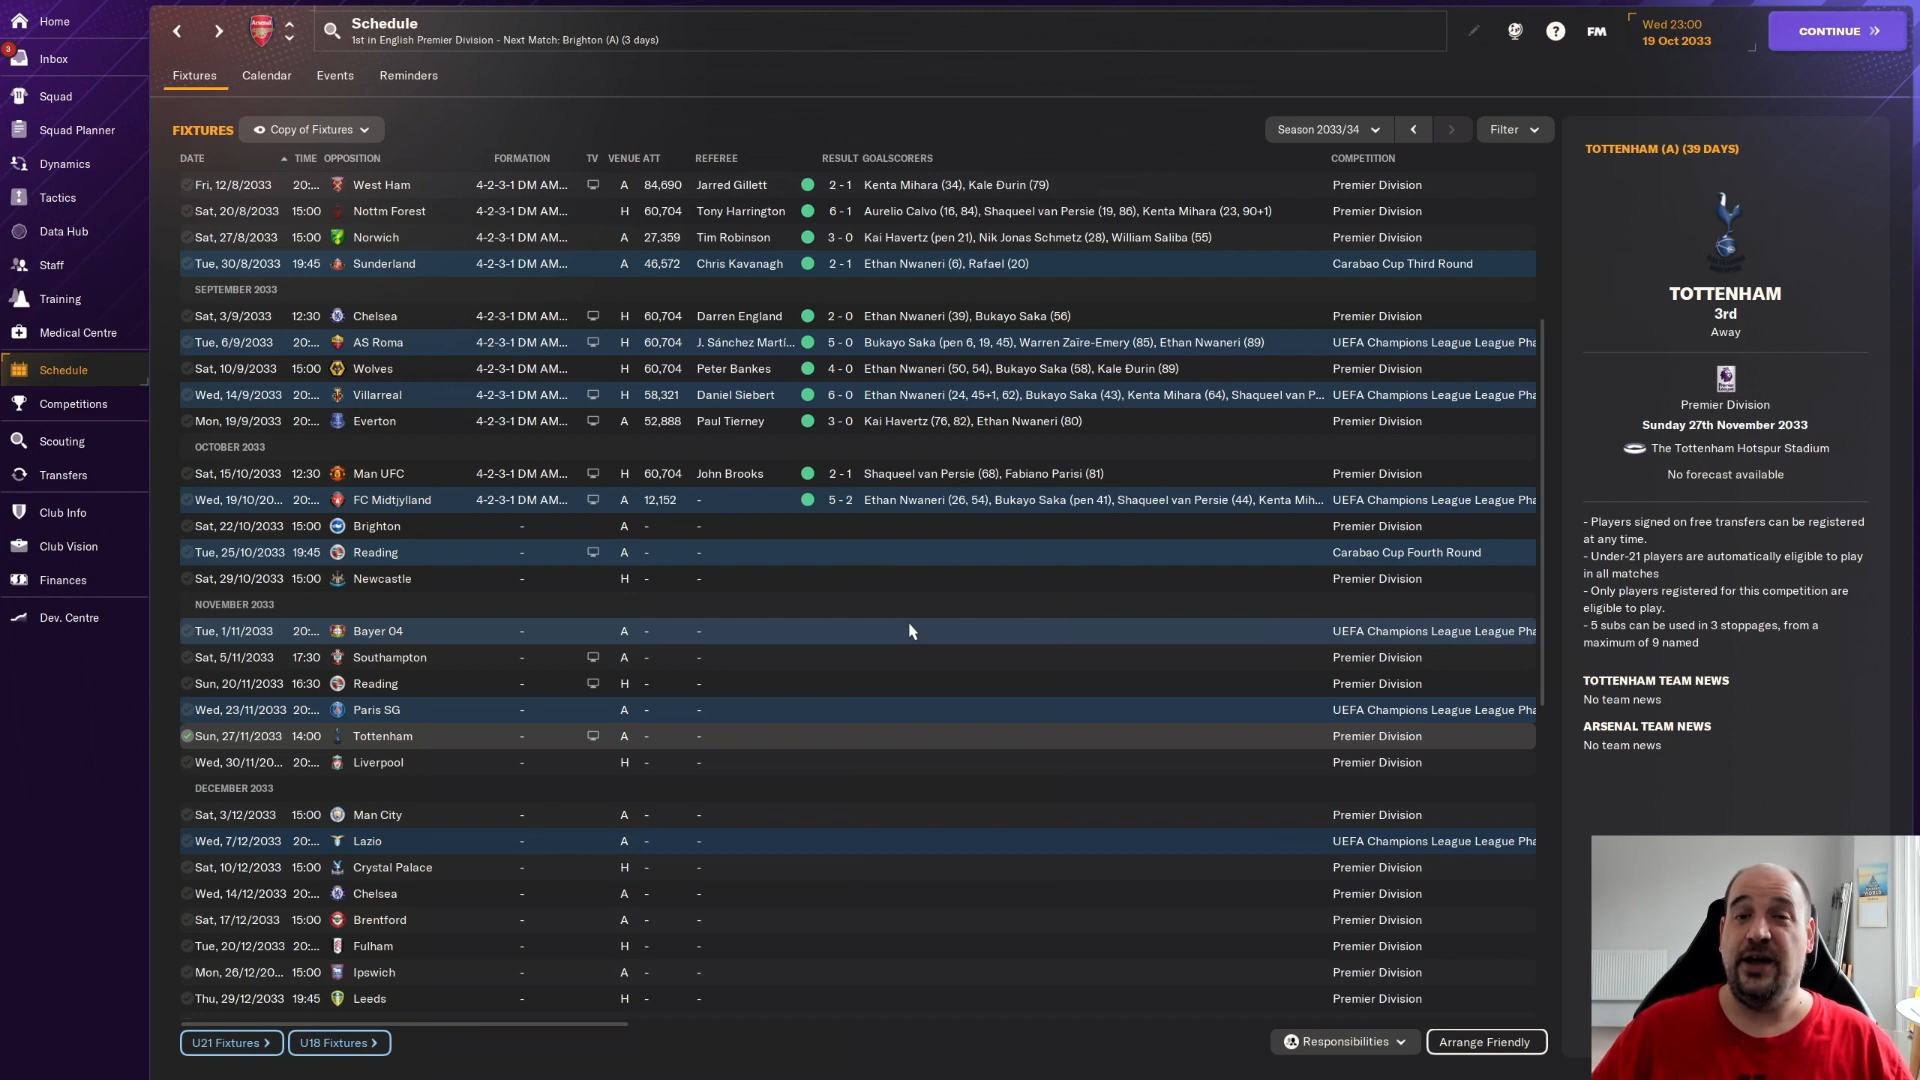 Home
3
Inbox
Squad
Squad Planner
Dynamics
Tactics
Data Hub
Staff
Training
Medical Centre
Schedule
Competitions
Scouting
Transfers
Club Info
Club Vision
Finances
Dev. Centre
Arsenal
Schedule
1st in English Premier Division - Next Match: Brighton (A) (3 days)
FM
Wed 23:00
19 Oct 2033
CONTINUE
Fixtures Calendar Events Reminders
FIXTURES Copy of Fixtures Season 2033/34 Filter
DATE TIME OPPOSITION FORMATION TV VENUE ATT REFEREE RESULT GOALSCORERS COMPETITION
Fri, 12/8/2033 20:... West Ham 4-2-3-1 DM AM... A 84,690 Jarred Gillett 2 - 1 Kenta Mihara (34), Kale Đurin (79) Premier Division
Sat, 20/8/2033 15:00 Nottm Forest 4-2-3-1 DM AM... H 60,704 Tony Harrington 6 - 1 Aurelio Calvo (16, 84), Shaqueel van Persie (19, 86), Kenta Mihara (23, 90+1) Premier Division
Sat, 27/8/2033 15:00 Norwich 4-2-3-1 DM AM... A 27,359 Tim Robinson 3 - 0 Kai Havertz (pen 21), Nik Jonas Schmetz (28), William Saliba (55) Premier Division
Tue, 30/8/2033 19:45 Sunderland 4-2-3-1 DM AM... A 46,572 Chris Kavanagh 2 - 1 Ethan Nwaneri (6), Rafael (20) Carabao Cup Third Round
SEPTEMBER 2033
Sat, 3/9/2033 12:30 Chelsea 4-2-3-1 DM AM... H 60,704 Darren England 2 - 0 Ethan Nwaneri (39), Bukayo Saka (56) Premier Division
Tue, 6/9/2033 20:... AS Roma 4-2-3-1 DM AM... H 60,704 J. Sánchez Martí... 5 - 0 Bukayo Saka (pen 6, 19, 45), Warren Zaïre-Emery (85), Ethan Nwaneri (89) UEFA Champions League League Pha
Sat, 10/9/2033 15:00 Wolves 4-2-3-1 DM AM... H 60,704 Peter Bankes 4 - 0 Ethan Nwaneri (50, 54), Bukayo Saka (58), Kale Đurin (89) Premier Division
Wed, 14/9/2033 20:... Villarreal 4-2-3-1 DM AM... H 58,321 Daniel Siebert 6 - 0 Ethan Nwaneri (24, 45+1, 62), Bukayo Saka (43), Kenta Mihara (64), Shaqueel van P... UEFA Champions League League Pha
Mon, 19/9/2033 20:... Everton 4-2-3-1 DM AM... A 52,888 Paul Tierney 3 - 0 Kai Havertz (76, 82), Ethan Nwaneri (80) Premier Division
OCTOBER 2033
Sat, 15/10/2033 12:30 Man UFC 4-2-3-1 DM AM... H 60,704 John Brooks 2 - 1 Shaqueel van Persie (68), Fabiano Parisi (81) Premier Division
Wed, 19/10/20... 20:... FC Midtjylland 4-2-3-1 DM AM... A 12,152 - 5 - 2 Ethan Nwaneri (26, 54), Bukayo Saka (pen 41), Shaqueel van Persie (44), Kenta Mih... UEFA Champions League League Pha
Sat, 22/10/2033 15:00 Brighton - A - - Premier Division
Tue, 25/10/2033 19:45 Reading - A - - Carabao Cup Fourth Round
Sat, 29/10/2033 15:00 Newcastle - H - - Premier Division
NOVEMBER 2033
Tue, 1/11/2033 20:... Bayer 04 - A - - UEFA Champions League League Pha
Sat, 5/11/2033 17:30 Southampton - A - - Premier Division
Sun, 20/11/2033 16:30 Reading - H - - Premier Division
Wed, 23/11/2033 20:... Paris SG - A - - UEFA Champions League League Pha
Sun, 27/11/2033 14:00 Tottenham - A - - Premier Division
Wed, 30/11/20... 20:... Liverpool - H - - Premier Division
DECEMBER 2033
Sat, 3/12/2033 15:00 Man City - A - - Premier Division
Wed, 7/12/2033 20:... Lazio - A - - UEFA Champions League League Pha
Sat, 10/12/2033 15:00 Crystal Palace - H - - Premier Division
Wed, 14/12/2033 20:... Chelsea - A - - Premier Division
Sat, 17/12/2033 15:00 Brentford - A - - Premier Division
Tue, 20/12/2033 20:... Fulham - H - - Premier Division
Mon, 26/12/20... 15:00 Ipswich - A - - Premier Division
Thu, 29/12/2033 19:45 Leeds - H - - Premier Division
U21 Fixtures U18 Fixtures Responsibilities Arrange Friendly
TOTTENHAM (A) (39 DAYS)
TOTTENHAM
3rd
Away
Premier Division
Sunday 27th November 2033
The Tottenham Hotspur Stadium
No forecast available
- Players signed on free transfers can be registered
at any time.
- Under-21 players are automatically eligible to play
in all matches
- Only players registered for this competition are
eligible to play.
- 5 subs can be used in 3 stoppages, from a
maximum of 9 named
TOTTENHAM TEAM NEWS
No team news
ARSENAL TEAM NEWS
No team news